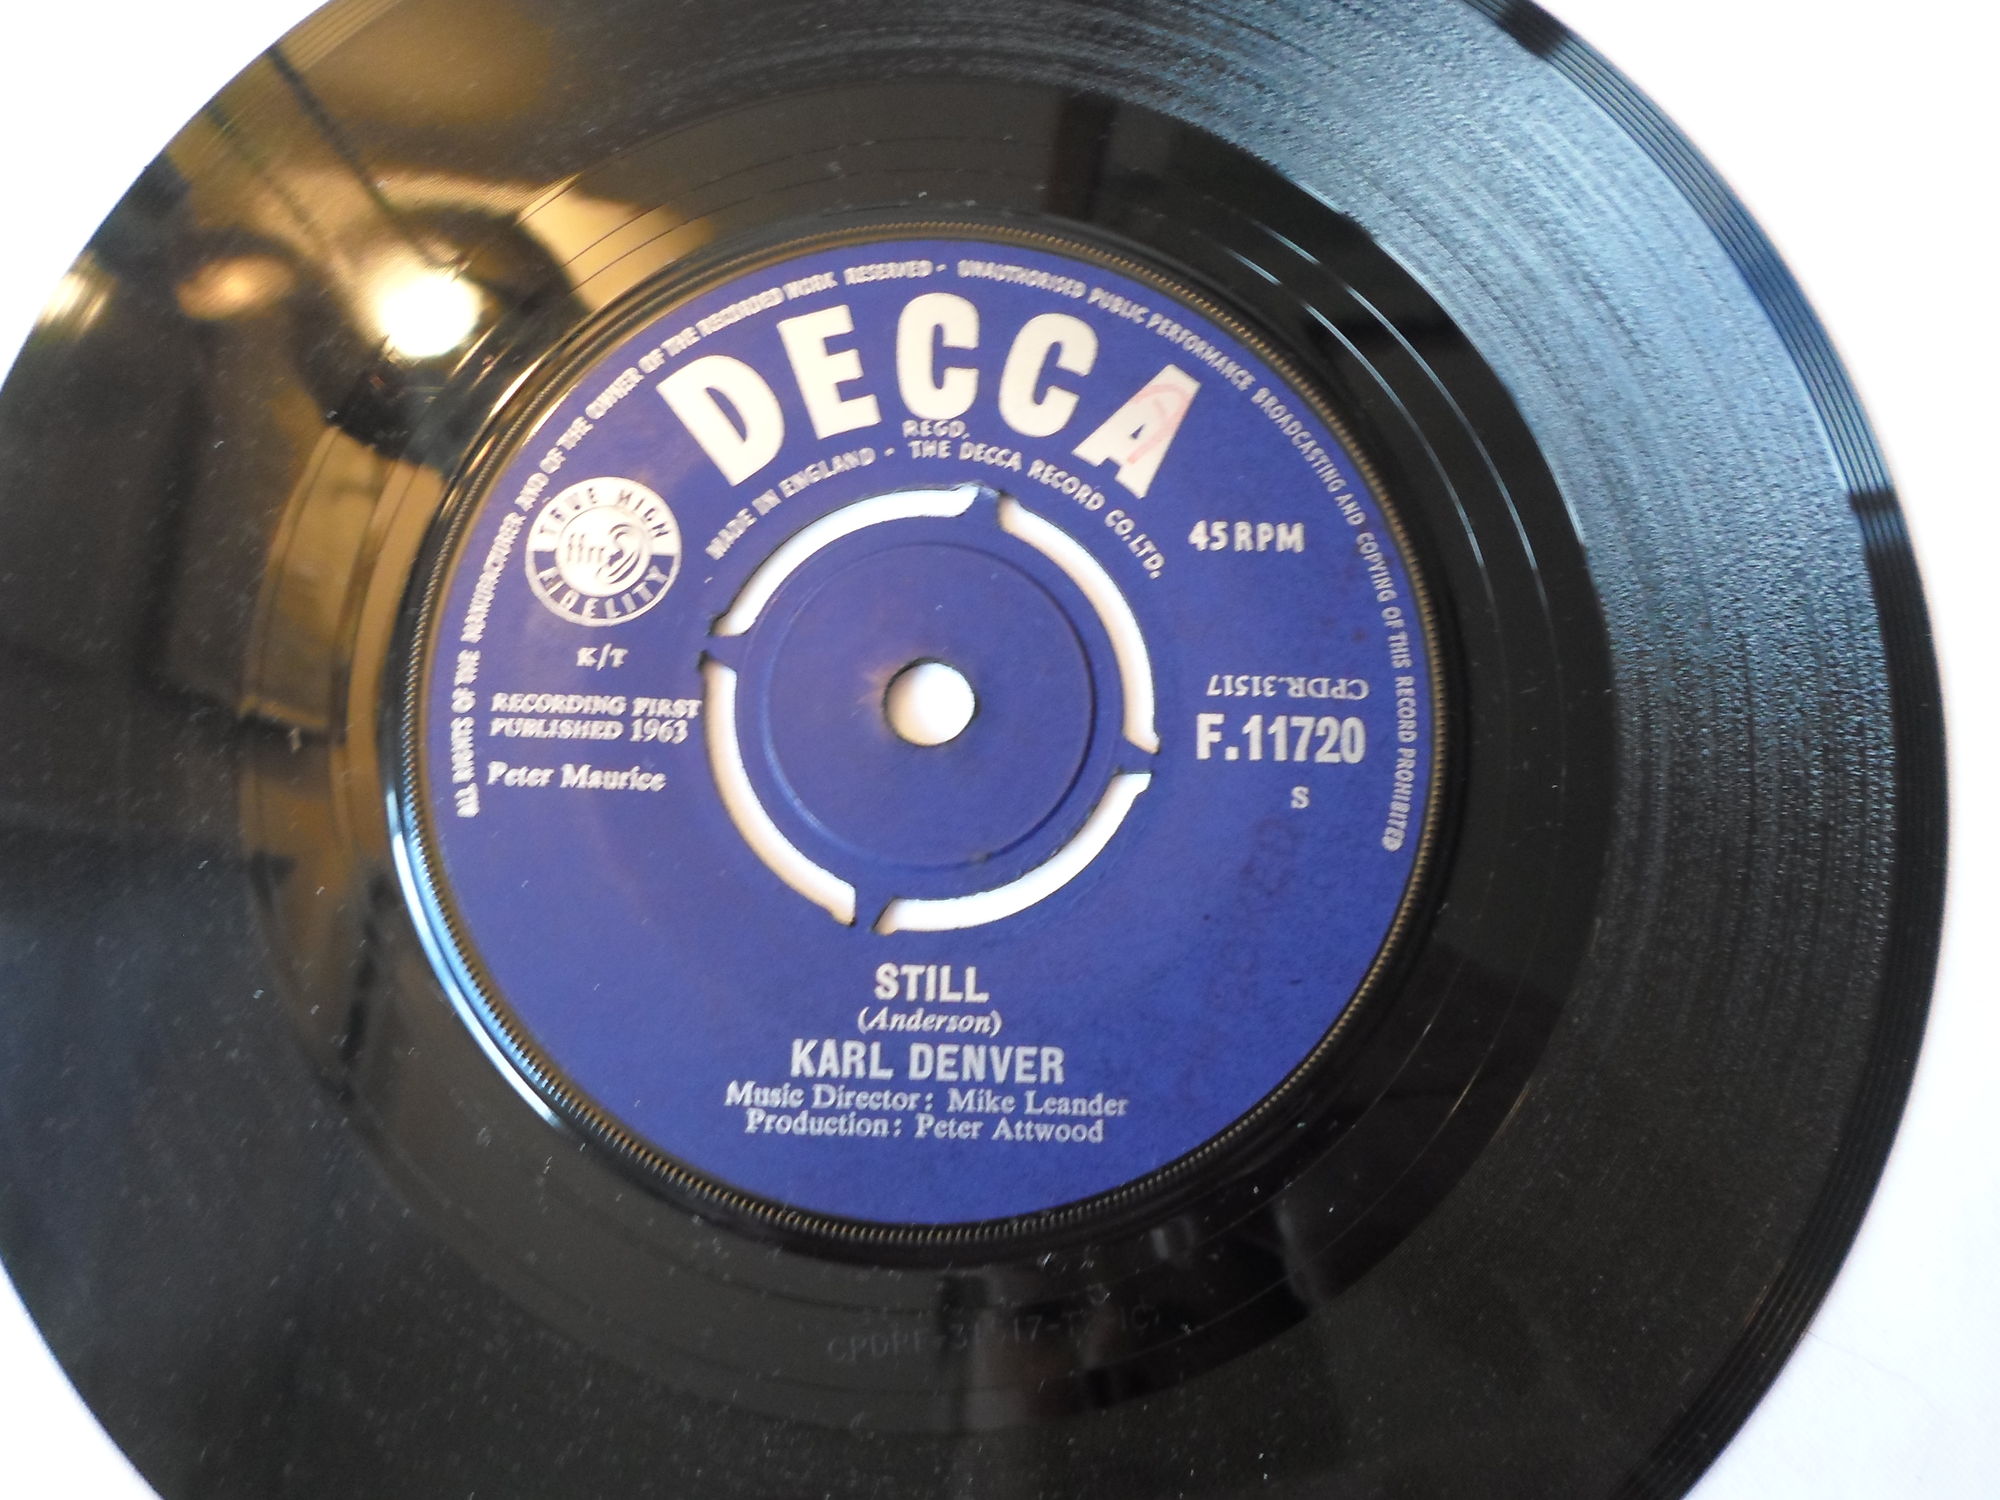 ALL RIGHTS OF THE MANUFACTURER AND OF THE OWNER OF THE RECORDED WORK RESERVED · UNAUTHORISED PUBLIC PERFORMANCE BROADCASTING AND COPYING OF THIS RECORD PROHIBITED
DECCA
REGD.
MADE IN ENGLAND · THE DECCA RECORD CO. LTD.
TRUE HIGH FIDELITY
45 RPM
K/T
RECORDING FIRST
PUBLISHED 1963
Peter Maurice
CPDR.31517
F.11720
S
STILL
(Anderson)
KARL DENVER
Music Director: Mike Leander
Production: Peter Attwood